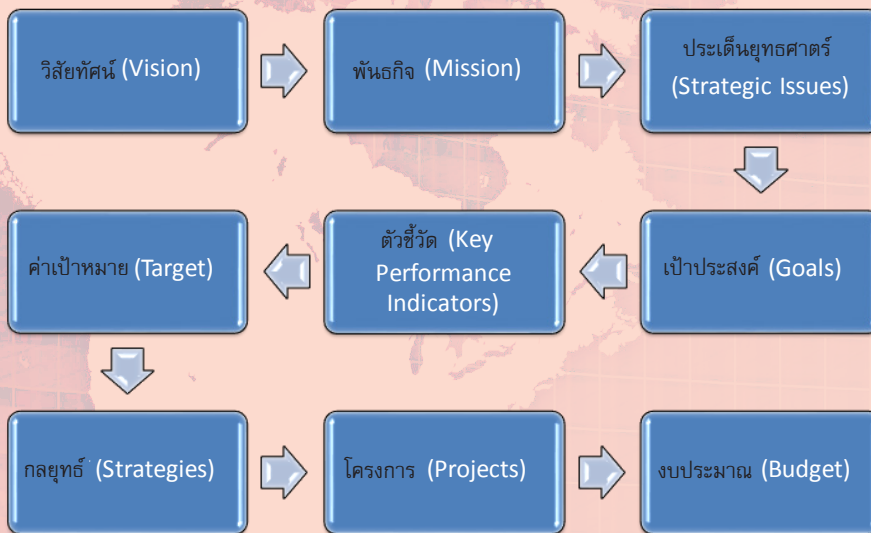 วิสัยทัศน์ (Vision)
พันธกิจ (Mission)
ประเด็นยุทธศาตร์
(Strategic Issues)
เป้าประสงค์ (Goals)
ตัวชี้วัด (Key
Performance
Indicators)
ค่าเป้าหมาย (Target)
กลยุทธ์ (Strategies)
โครงการ (Projects)
งบประมาณ (Budget)